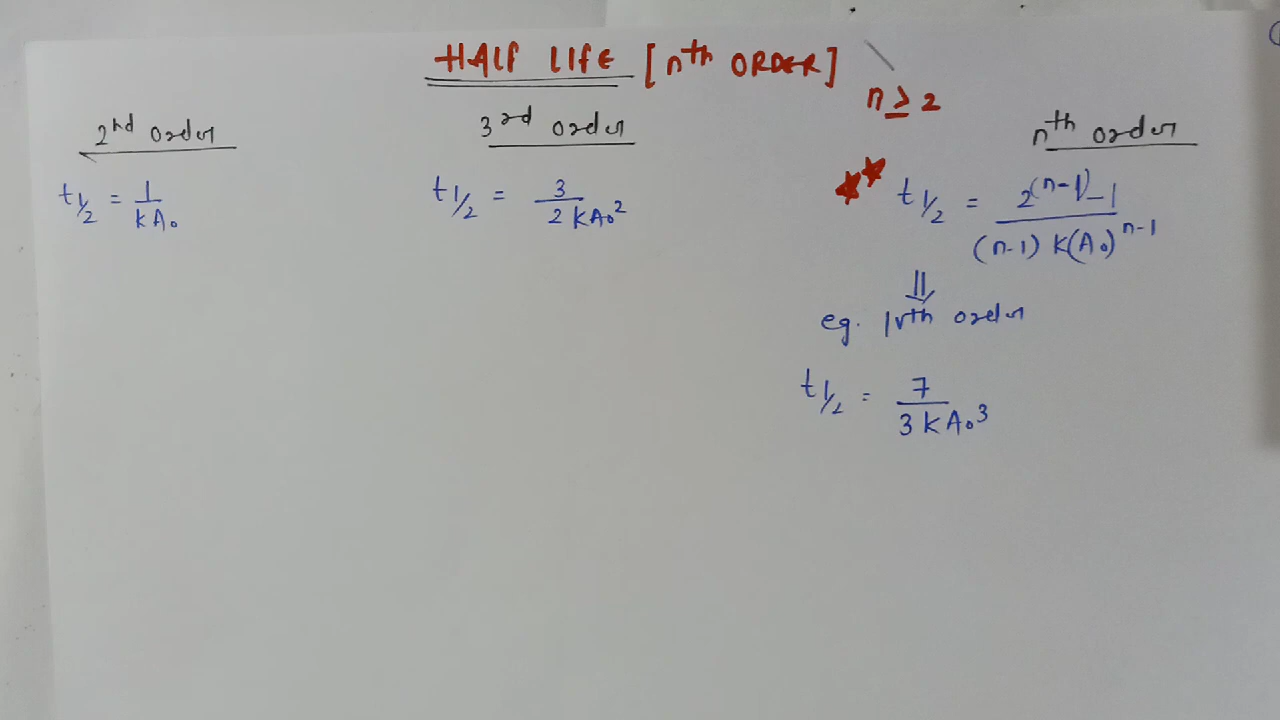 HALF LIFE [nth ORDER]
n ≥ 2
2nd order
t1/2 = 1/kA₀
3rd order
t1/2 = 3/2kA₀²
nth order
t1/2 = 2^(n-1)-1/(n-1) k(A₀)^n-1
⇓
eg. IVth order
t1/2 = 7/3kA₀³